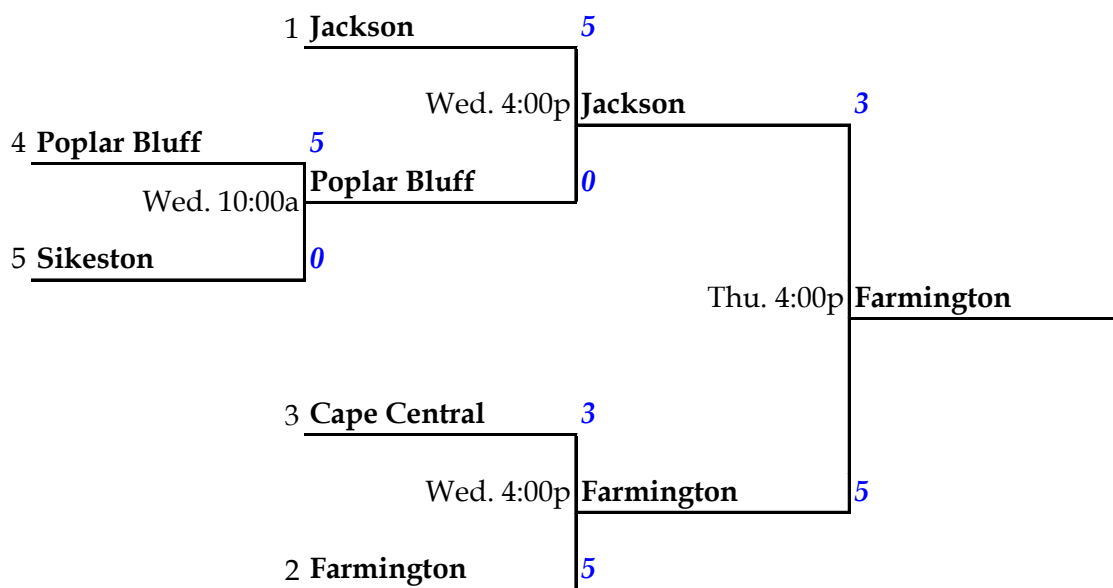 1 Jackson 5
Wed. 4:00p Jackson 3
4 Poplar Bluff 5
Wed. 10:00a Poplar Bluff 0
5 Sikeston 0
Thu. 4:00p Farmington
3 Cape Central 3
Wed. 4:00p Farmington 5
2 Farmington 5